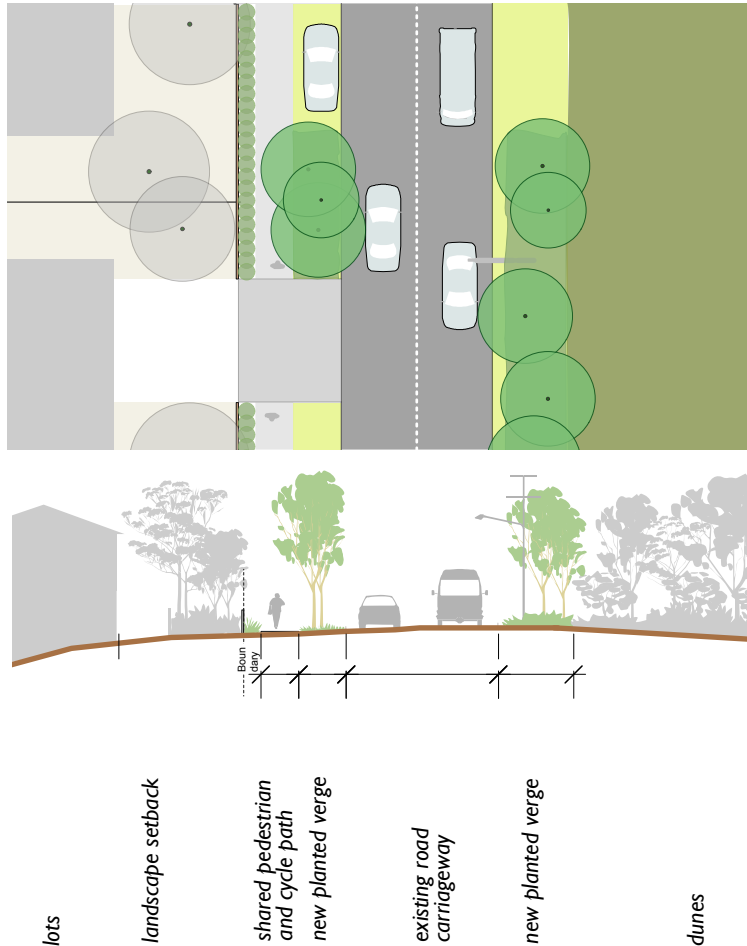 Boun
dary
lots
landscape setback
shared pedestrian
and cycle path
new planted verge
existing road
carriageway
new planted verge
dunes